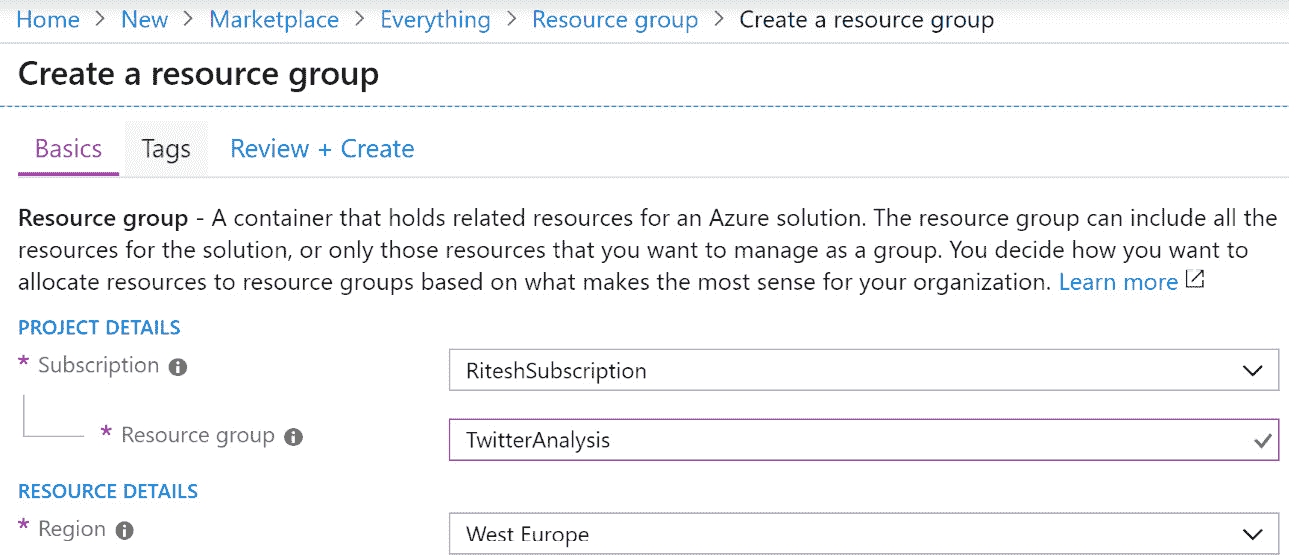 Home > New > Marketplace > Everything > Resource group > Create a resource group
Create a resource group
Basics Tags Review + Create
Resource group - A container that holds related resources for an Azure solution. The resource group can include all the
resources for the solution, or only those resources that you want to manage as a group. You decide how you want to
allocate resources to resource groups based on what makes the most sense for your organization. Learn more
PROJECT DETAILS
* Subscription RiteshSubscription
* Resource group TwitterAnalysis
RESOURCE DETAILS
* Region West Europe